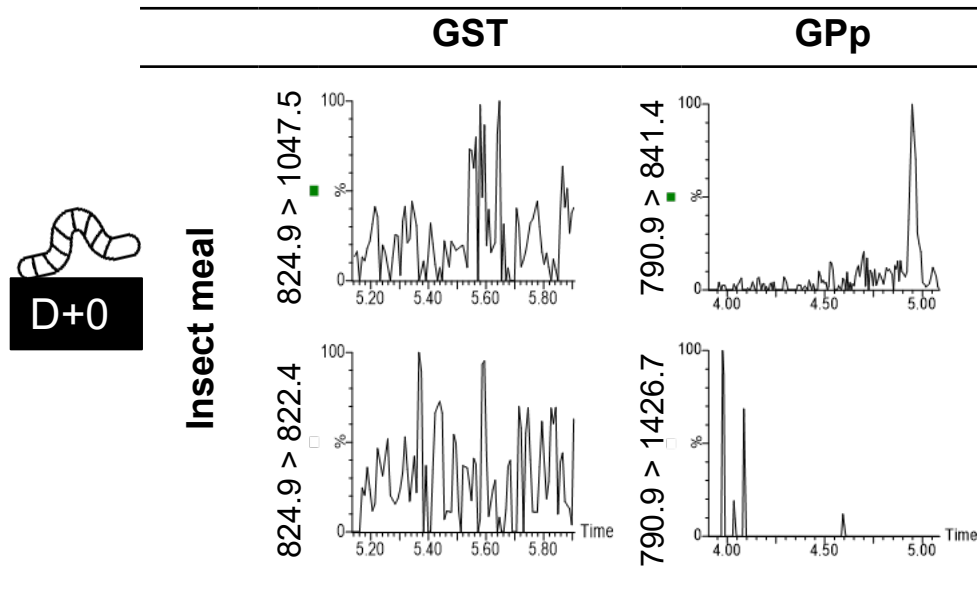 GST GPp
D+0
Insect meal
824.9 > 1047.5
100
%
0
5.20 5.40 5.60 5.80
790.9 > 841.4
100
%
0
4.00 4.50 5.00
824.9 > 822.4
100
%
0
5.20 5.40 5.60 5.80 Time
790.9 > 1426.7
100
%
0
4.00 4.50 5.00 Time